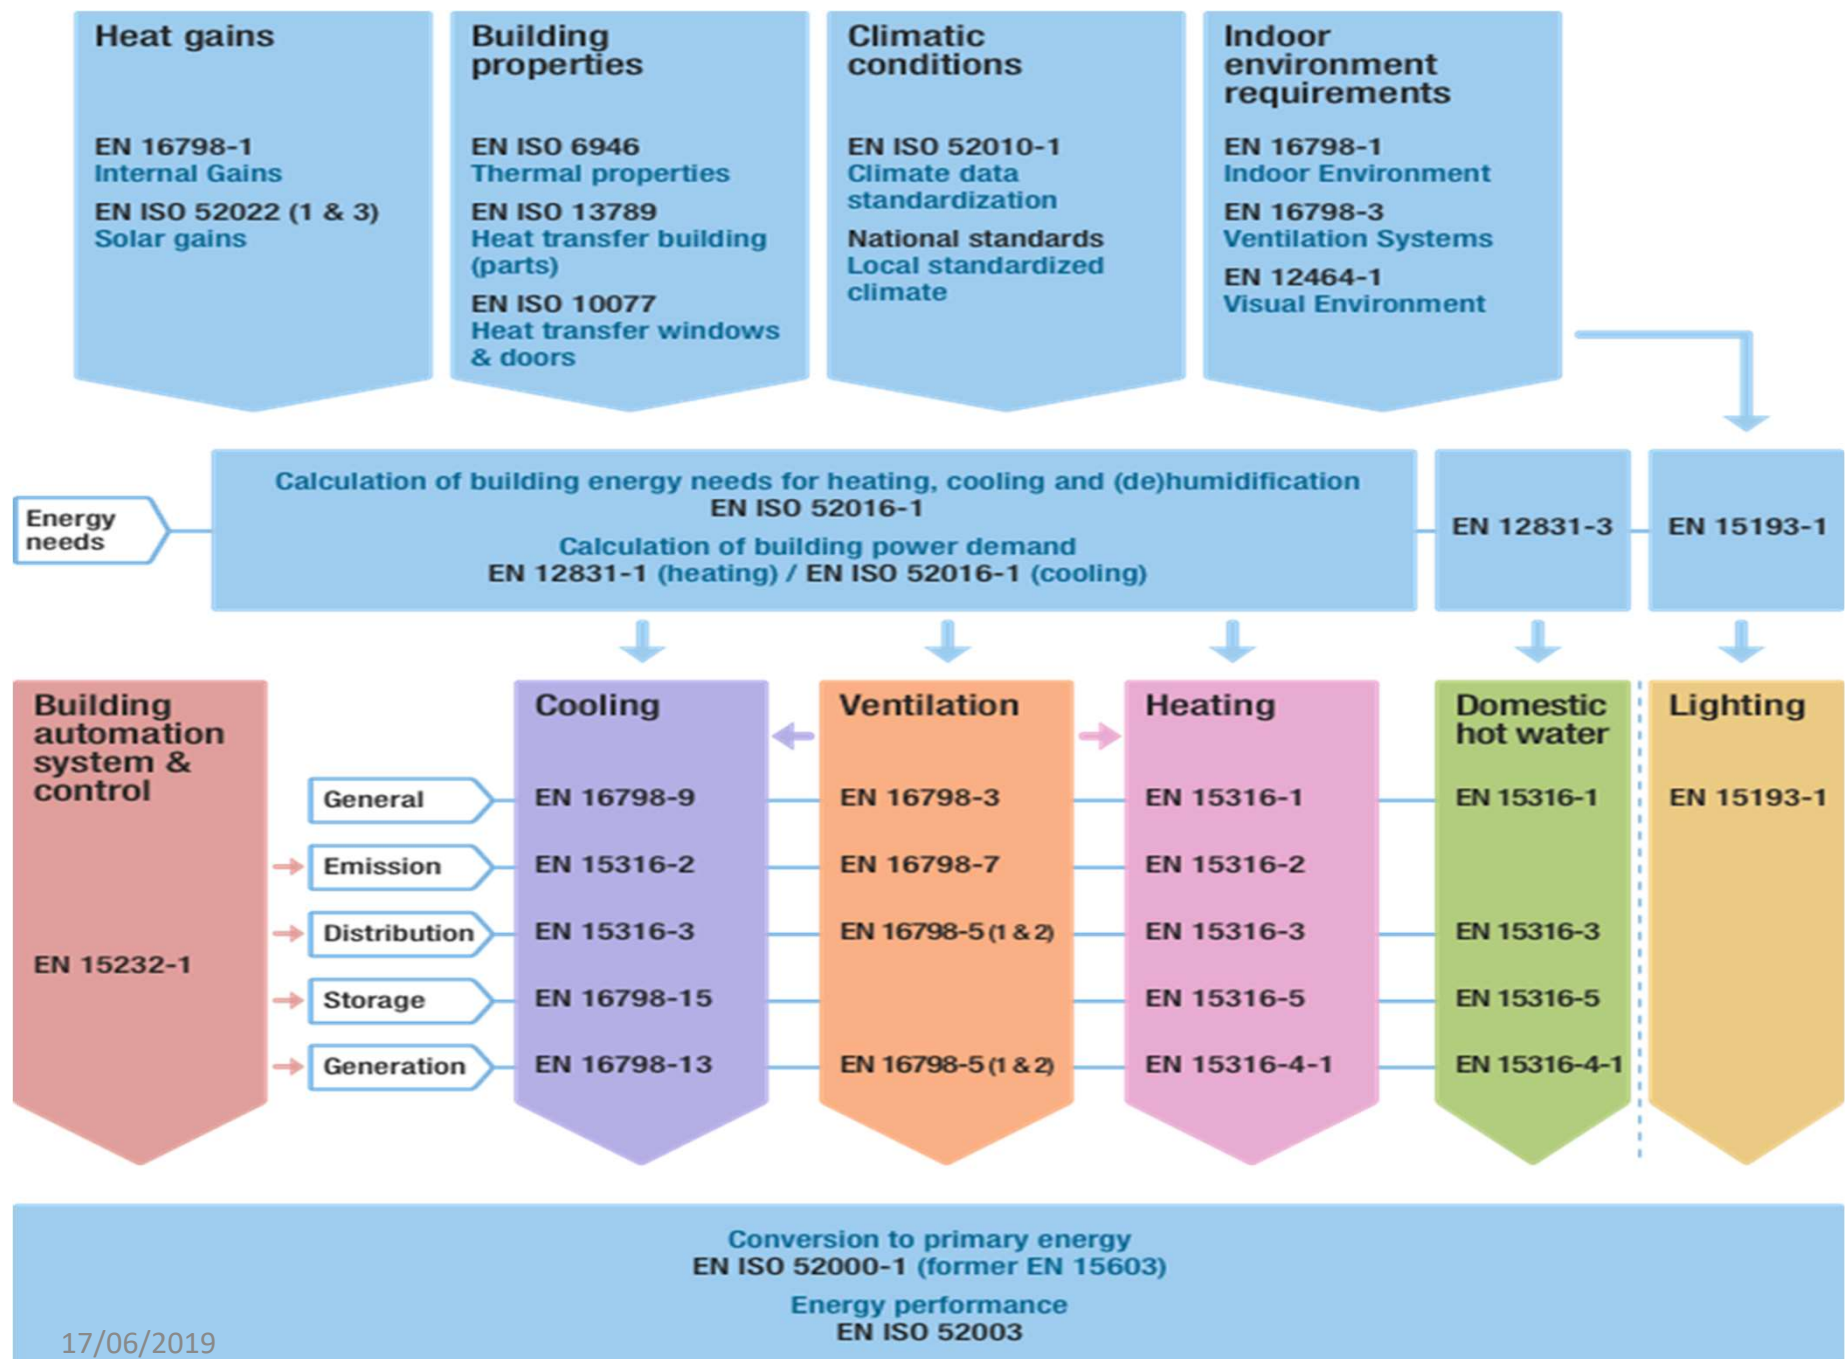 Heat gains
EN 16798-1
Internal Gains
EN ISO 52022 (1 & 3)
Solar gains
Building
properties
EN ISO 6946
Thermal properties
EN ISO 13789
Heat transfer building
(parts)
EN ISO 10077
Heat transfer windows
& doors
Climatic
conditions
EN ISO 52010-1
Climate data
standardization
National standards
Local standardized
climate
Indoor
environment
requirements
EN 16798-1
Indoor Environment
EN 16798-3
Ventilation Systems
EN 12464-1
Visual Environment
Energy
needs
Calculation of building energy needs for heating, cooling and (de)humidification
EN ISO 52016-1
Calculation of building power demand
EN 12831-1 (heating) / EN ISO 52016-1 (cooling)
EN 12831-3
EN 15193-1
Building
automation
system &
control
EN 15232-1
General
Emission
Distribution
Storage
Generation
Cooling
EN 16798-9
EN 15316-2
EN 15316-3
EN 16798-15
EN 16798-13
Ventilation
EN 16798-3
EN 16798-7
EN 16798-5 (1 & 2)
EN 16798-5 (1 & 2)
Heating
EN 15316-1
EN 15316-2
EN 15316-3
EN 15316-5
EN 15316-4-1
Domestic
hot water
EN 15316-1
EN 15316-3
EN 15316-5
EN 15316-4-1
Lighting
EN 15193-1
Conversion to primary energy
EN ISO 52000-1 (former EN 15603)
Energy performance
EN ISO 52003
17/06/2019